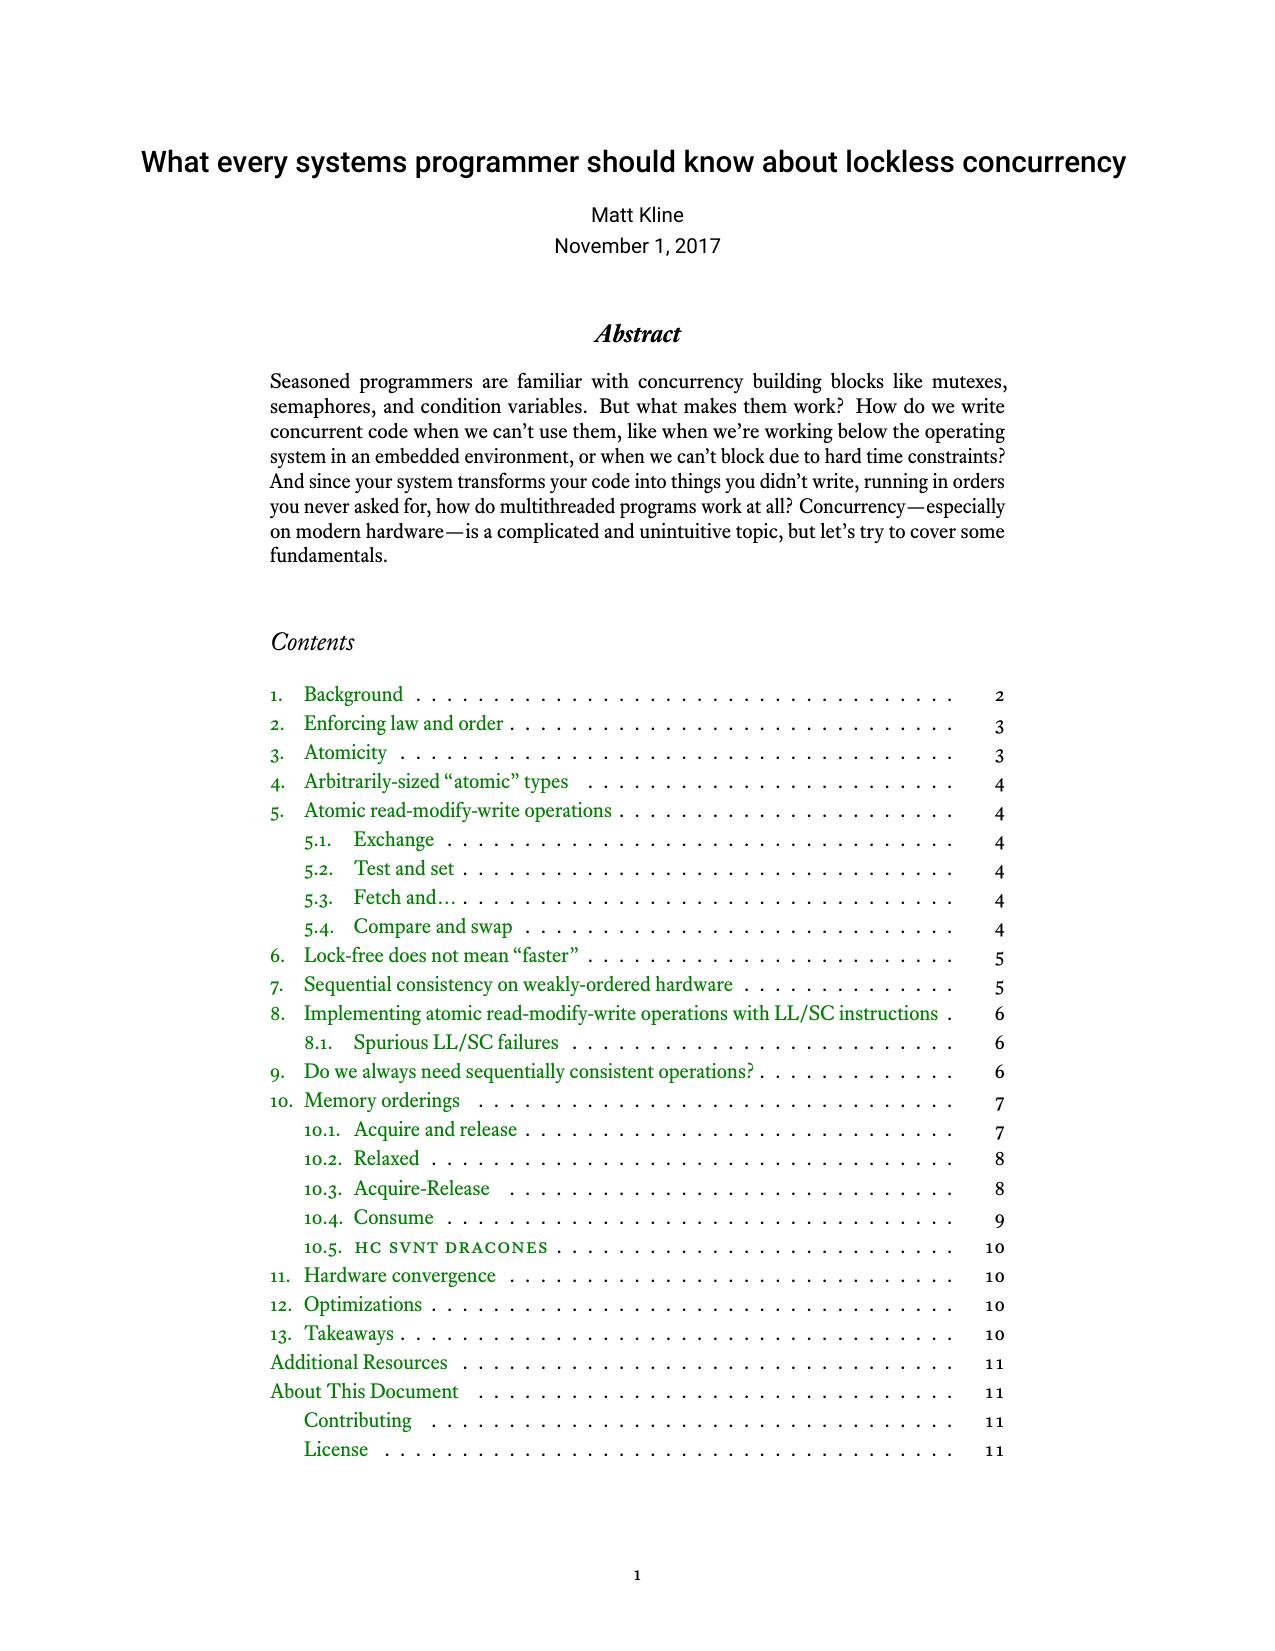 What every systems programmer should know about lockless concurrency
Matt Kline
November 1, 2017
Abstract
Seasoned programmers are familiar with concurrency building blocks like mutexes,
semaphores, and condition variables. But what makes them work? How do we write
concurrent code when we can’t use them, like when we’re working below the operating
system in an embedded environment, or when we can’t block due to hard time constraints?
And since your system transforms your code into things you didn’t write, running in orders
you never asked for, how do multithreaded programs work at all? Concurrency—especially
on modern hardware—is a complicated and unintuitive topic, but let’s try to cover some
fundamentals.
Contents
1. Background . . . . . . . . . . . . . . . . . . . . . . . . . . . . . . . . . . . 2
2. Enforcing law and order . . . . . . . . . . . . . . . . . . . . . . . . . . . . . 3
3. Atomicity . . . . . . . . . . . . . . . . . . . . . . . . . . . . . . . . . . . . 3
4. Arbitrarily-sized “atomic” types . . . . . . . . . . . . . . . . . . . . . . . . 4
5. Atomic read-modify-write operations . . . . . . . . . . . . . . . . . . . . . . 4
5.1. Exchange . . . . . . . . . . . . . . . . . . . . . . . . . . . . . . . . . 4
5.2. Test and set . . . . . . . . . . . . . . . . . . . . . . . . . . . . . . . . 4
5.3. Fetch and… . . . . . . . . . . . . . . . . . . . . . . . . . . . . . . . . 4
5.4. Compare and swap . . . . . . . . . . . . . . . . . . . . . . . . . . . . 4
6. Lock-free does not mean “faster” . . . . . . . . . . . . . . . . . . . . . . . . 5
7. Sequential consistency on weakly-ordered hardware . . . . . . . . . . . . . . 5
8. Implementing atomic read-modify-write operations with LL/SC instructions . 6
8.1. Spurious LL/SC failures . . . . . . . . . . . . . . . . . . . . . . . . . 6
9. Do we always need sequentially consistent operations? . . . . . . . . . . . . . 6
10. Memory orderings . . . . . . . . . . . . . . . . . . . . . . . . . . . . . . . 7
10.1. Acquire and release . . . . . . . . . . . . . . . . . . . . . . . . . . . . 7
10.2. Relaxed . . . . . . . . . . . . . . . . . . . . . . . . . . . . . . . . . . 8
10.3. Acquire-Release . . . . . . . . . . . . . . . . . . . . . . . . . . . . . 8
10.4. Consume . . . . . . . . . . . . . . . . . . . . . . . . . . . . . . . . . 9
10.5. HC SVNT DRACONES . . . . . . . . . . . . . . . . . . . . . . . . . . 10
11. Hardware convergence . . . . . . . . . . . . . . . . . . . . . . . . . . . . . 10
12. Optimizations . . . . . . . . . . . . . . . . . . . . . . . . . . . . . . . . . . 10
13. Takeaways . . . . . . . . . . . . . . . . . . . . . . . . . . . . . . . . . . . . 10
Additional Resources . . . . . . . . . . . . . . . . . . . . . . . . . . . . . . . . 11
About This Document . . . . . . . . . . . . . . . . . . . . . . . . . . . . . . . 11
Contributing . . . . . . . . . . . . . . . . . . . . . . . . . . . . . . . . . . 11
License . . . . . . . . . . . . . . . . . . . . . . . . . . . . . . . . . . . . . 11
1